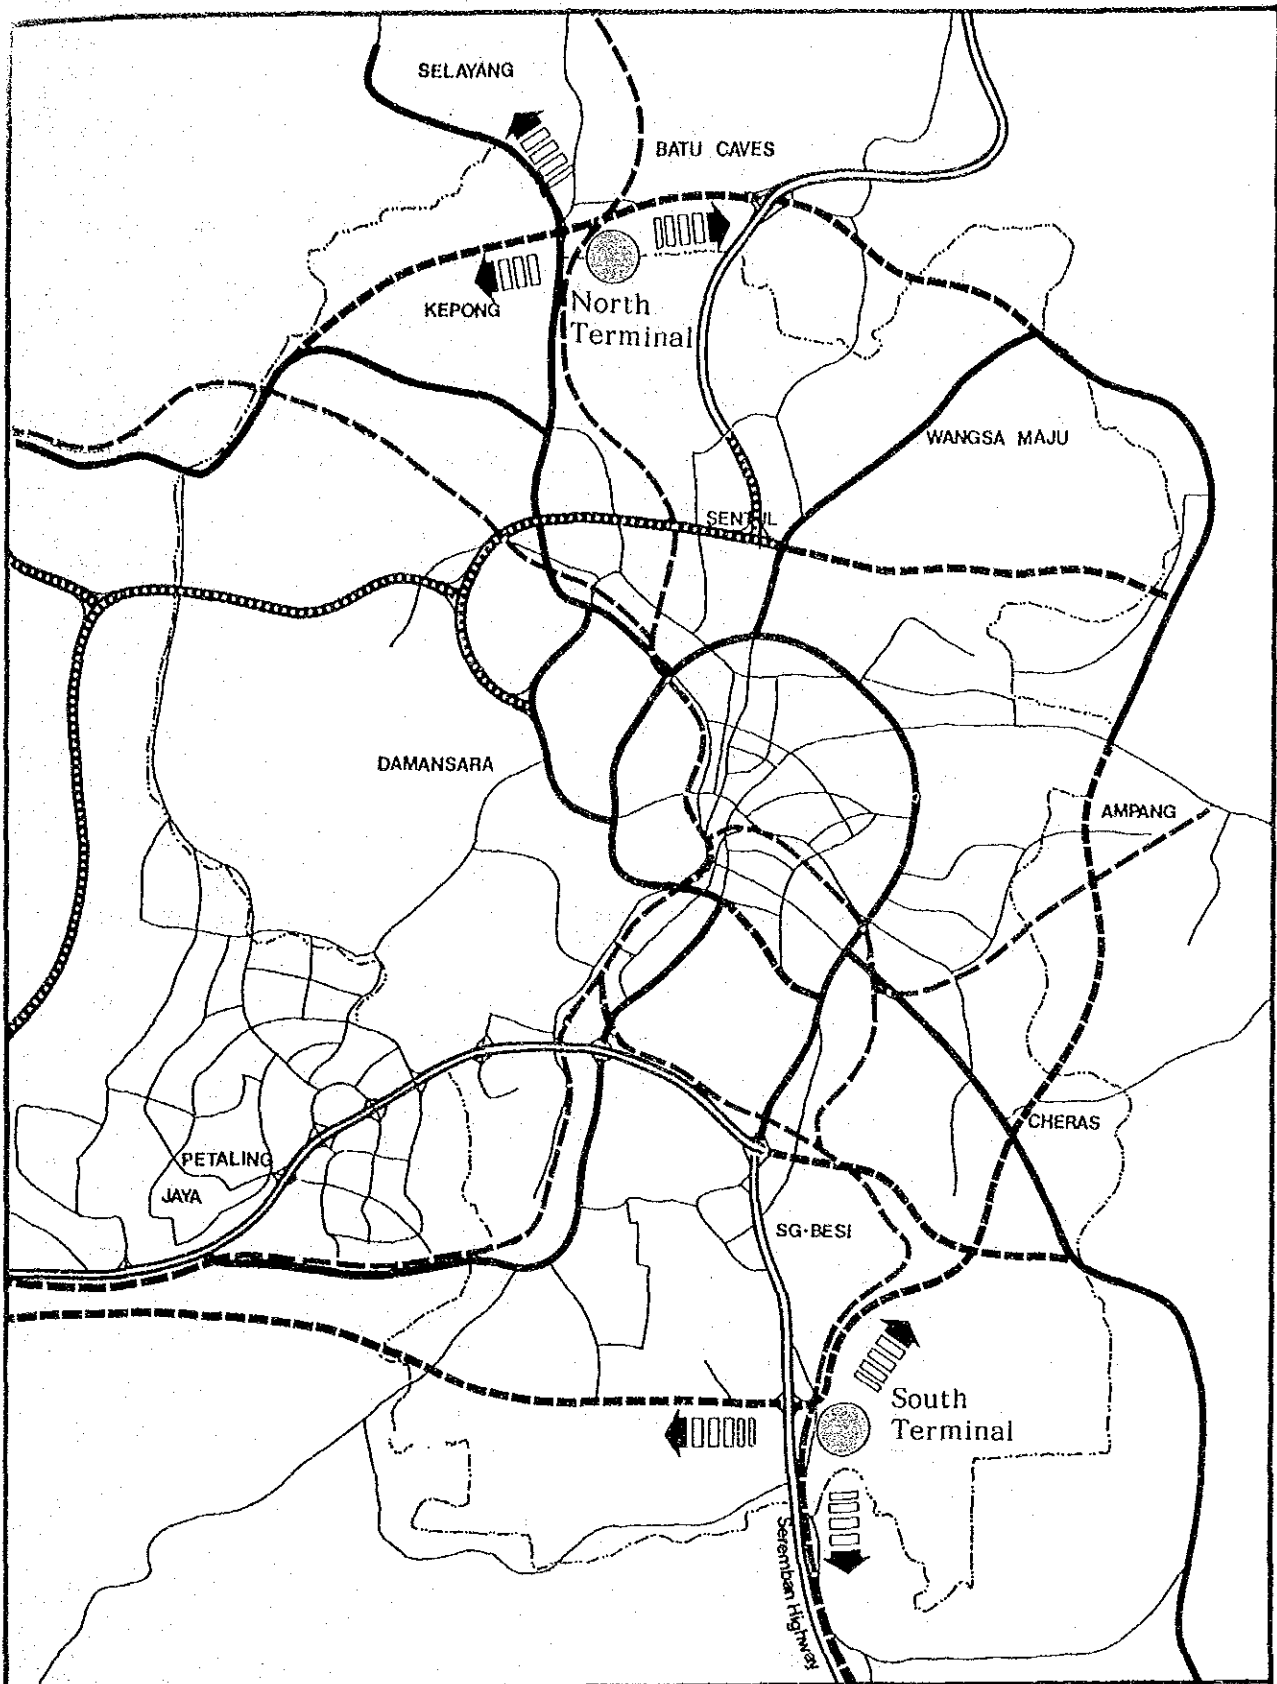 SELAYANG
BATU CAVES
KEPONG
North
Terminal
WANGSA MAJU
SENTUL
DAMANSARA
AMPANG
CHERAS
PETALING
JAYA
SG·BESI
South
Terminal
Seremban Highway